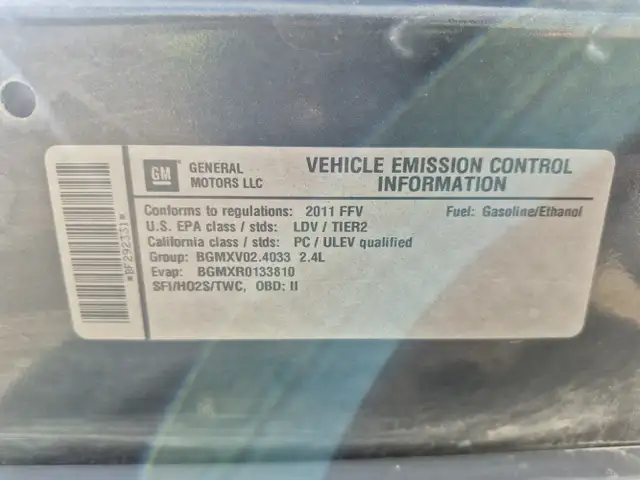 GM
GENERAL
MOTORS LLC
VEHICLE EMISSION CONTROL
INFORMATION
Conforms to regulations: 2011 FFV Fuel: Gasoline/Ethanol
U.S. EPA class / stds: LDV / TIER2
California class / stds: PC / ULEV qualified
Group: BGMXV02.4033 2.4L
Evap: BGMXR0133810
SFI/HO2S/TWC, OBD: II
*BF292331*